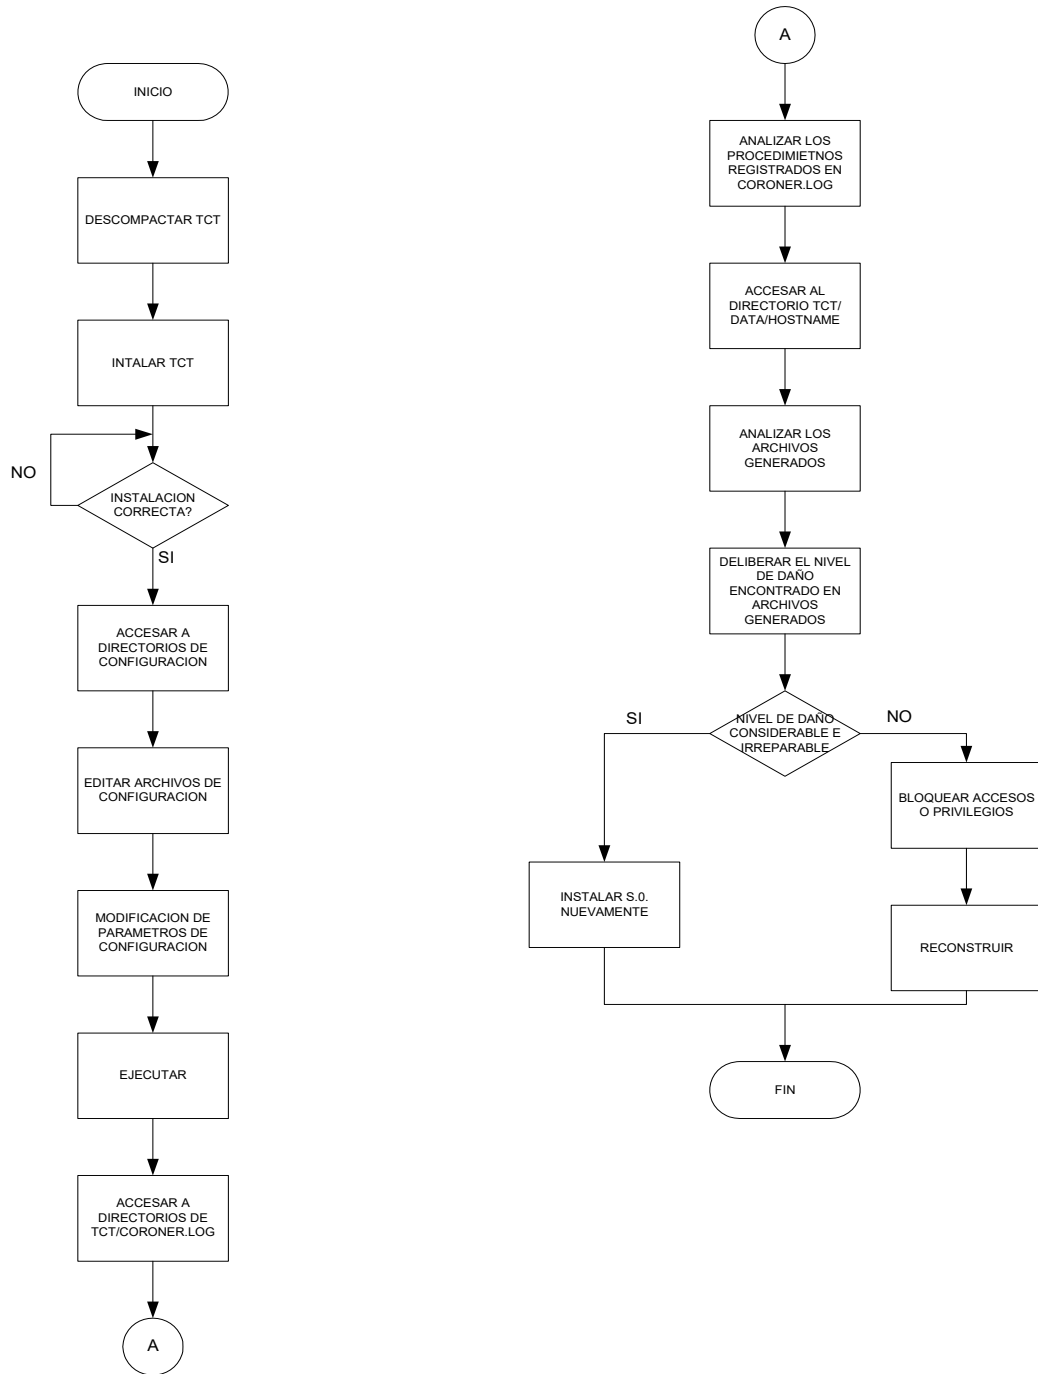 INICIO
DESCOMPACTAR TCT
INTALAR TCT
NO
INSTALACION
CORRECTA?
SI
ACCESAR A
DIRECTORIOS DE
CONFIGURACION
EDITAR ARCHIVOS DE
CONFIGURACION
MODIFICACION DE
PARAMETROS DE
CONFIGURACION
EJECUTAR
ACCESAR A
DIRECTORIOS DE
TCT/CORONER.LOG
A
A
ANALIZAR LOS
PROCEDIMIETNOS
REGISTRADOS EN
CORONER.LOG
ACCESAR AL
DIRECTORIO TCT/
DATA/HOSTNAME
ANALIZAR LOS
ARCHIVOS
GENERADOS
DELIBERAR EL NIVEL
DE DAÑO
ENCONTRADO EN
ARCHIVOS
GENERADOS
SI
NIVEL DE DAÑO
CONSIDERABLE E
IRREPARABLE
NO
BLOQUEAR ACCESOS
O PRIVILEGIOS
INSTALAR S.0.
NUEVAMENTE
RECONSTRUIR
FIN